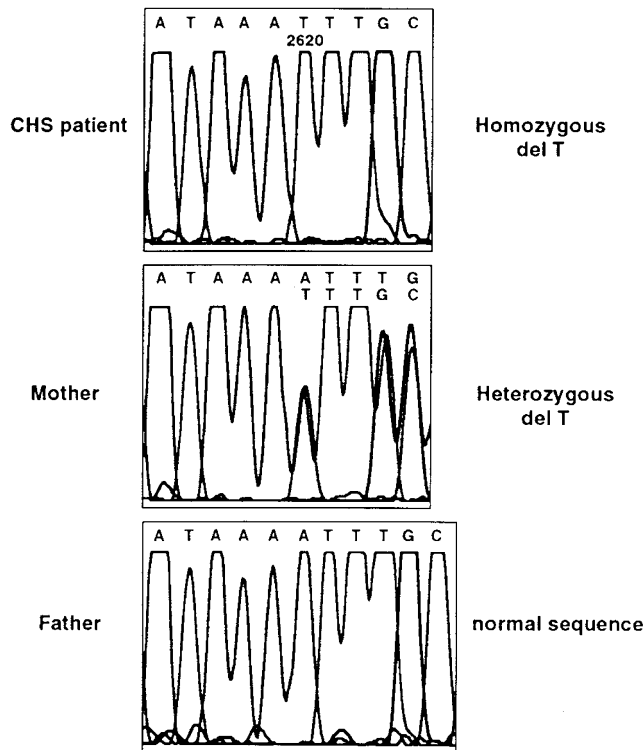 A T A A A T T T G C
2620
CHS patient
Homozygous
del T
A T A A A A T T T G
T T T G C
Mother
Heterozygous
del T
A T A A A A T T T G C
Father
normal sequence